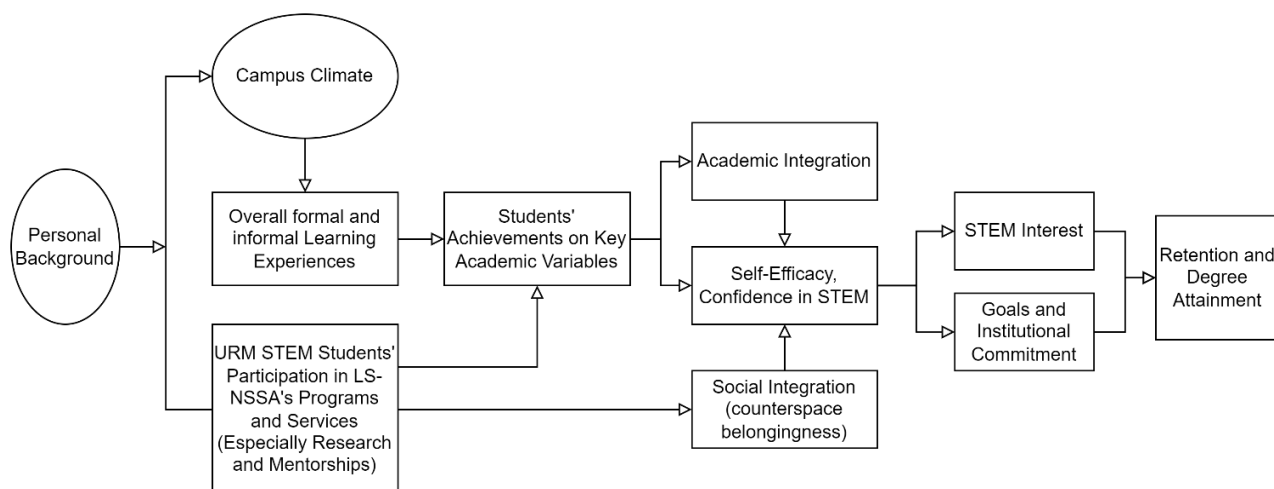 Campus Climate
Personal
Background
Overall formal and
informal Learning
Experiences
URM STEM Students'
Participation in LS-
NSSA's Programs
and Services
(Especially Research
and Mentorships)
Students'
Achievements on Key
Academic Variables
Academic Integration
Self-Efficacy,
Confidence in STEM
Social Integration
(counterspace
belongingness)
STEM Interest
Goals and
Institutional
Commitment
Retention and
Degree
Attainment